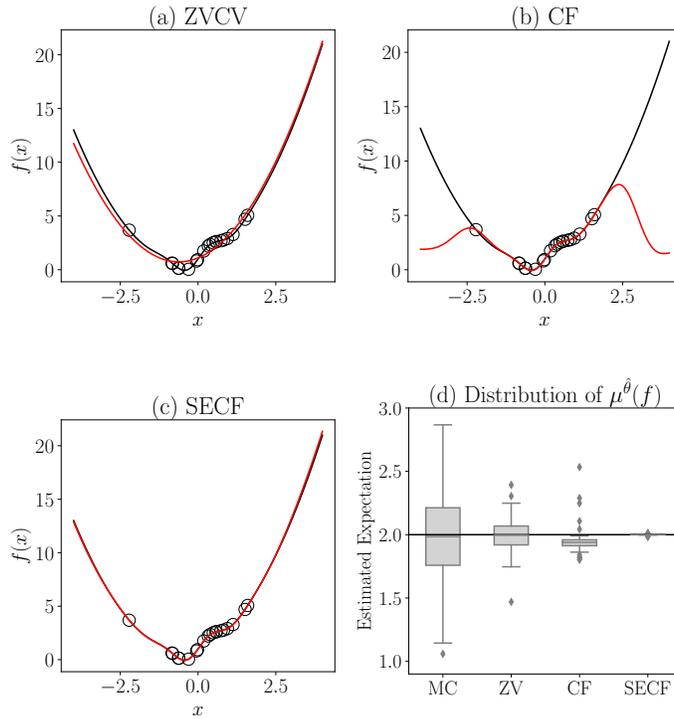 (a) ZVCV
(b) CF
20
15
10
5
0
f(x)
−2.5 0.0 2.5
x
20
15
10
5
0
f(x)
−2.5 0.0 2.5
x
(c) SECF
(d) Distribution of μ^θ̂(f)
20
15
10
5
0
f(x)
−2.5 0.0 2.5
x
3.0
2.5
2.0
1.5
1.0
Estimated Expectation
MC ZV CF SECF